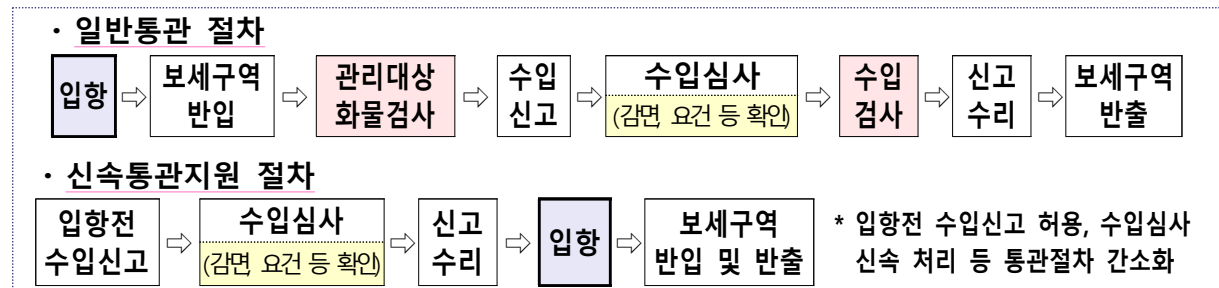 · 일반통관 절차
입항 ⇨ 보세구역 반입 ⇨ 관리대상 화물검사 ⇨ 수입 신고 ⇨ 수입심사 (감면, 요건 등 확인) ⇨ 수입 검사 ⇨ 신고 수리 ⇨ 보세구역 반출
· 신속통관지원 절차
입항전 수입신고 ⇨ 수입심사 (감면, 요건 등 확인) ⇨ 신고 수리 ⇨ 입항 ⇨ 보세구역 반입 및 반출
* 입항전 수입신고 허용, 수입심사
신속 처리 등 통관절차 간소화